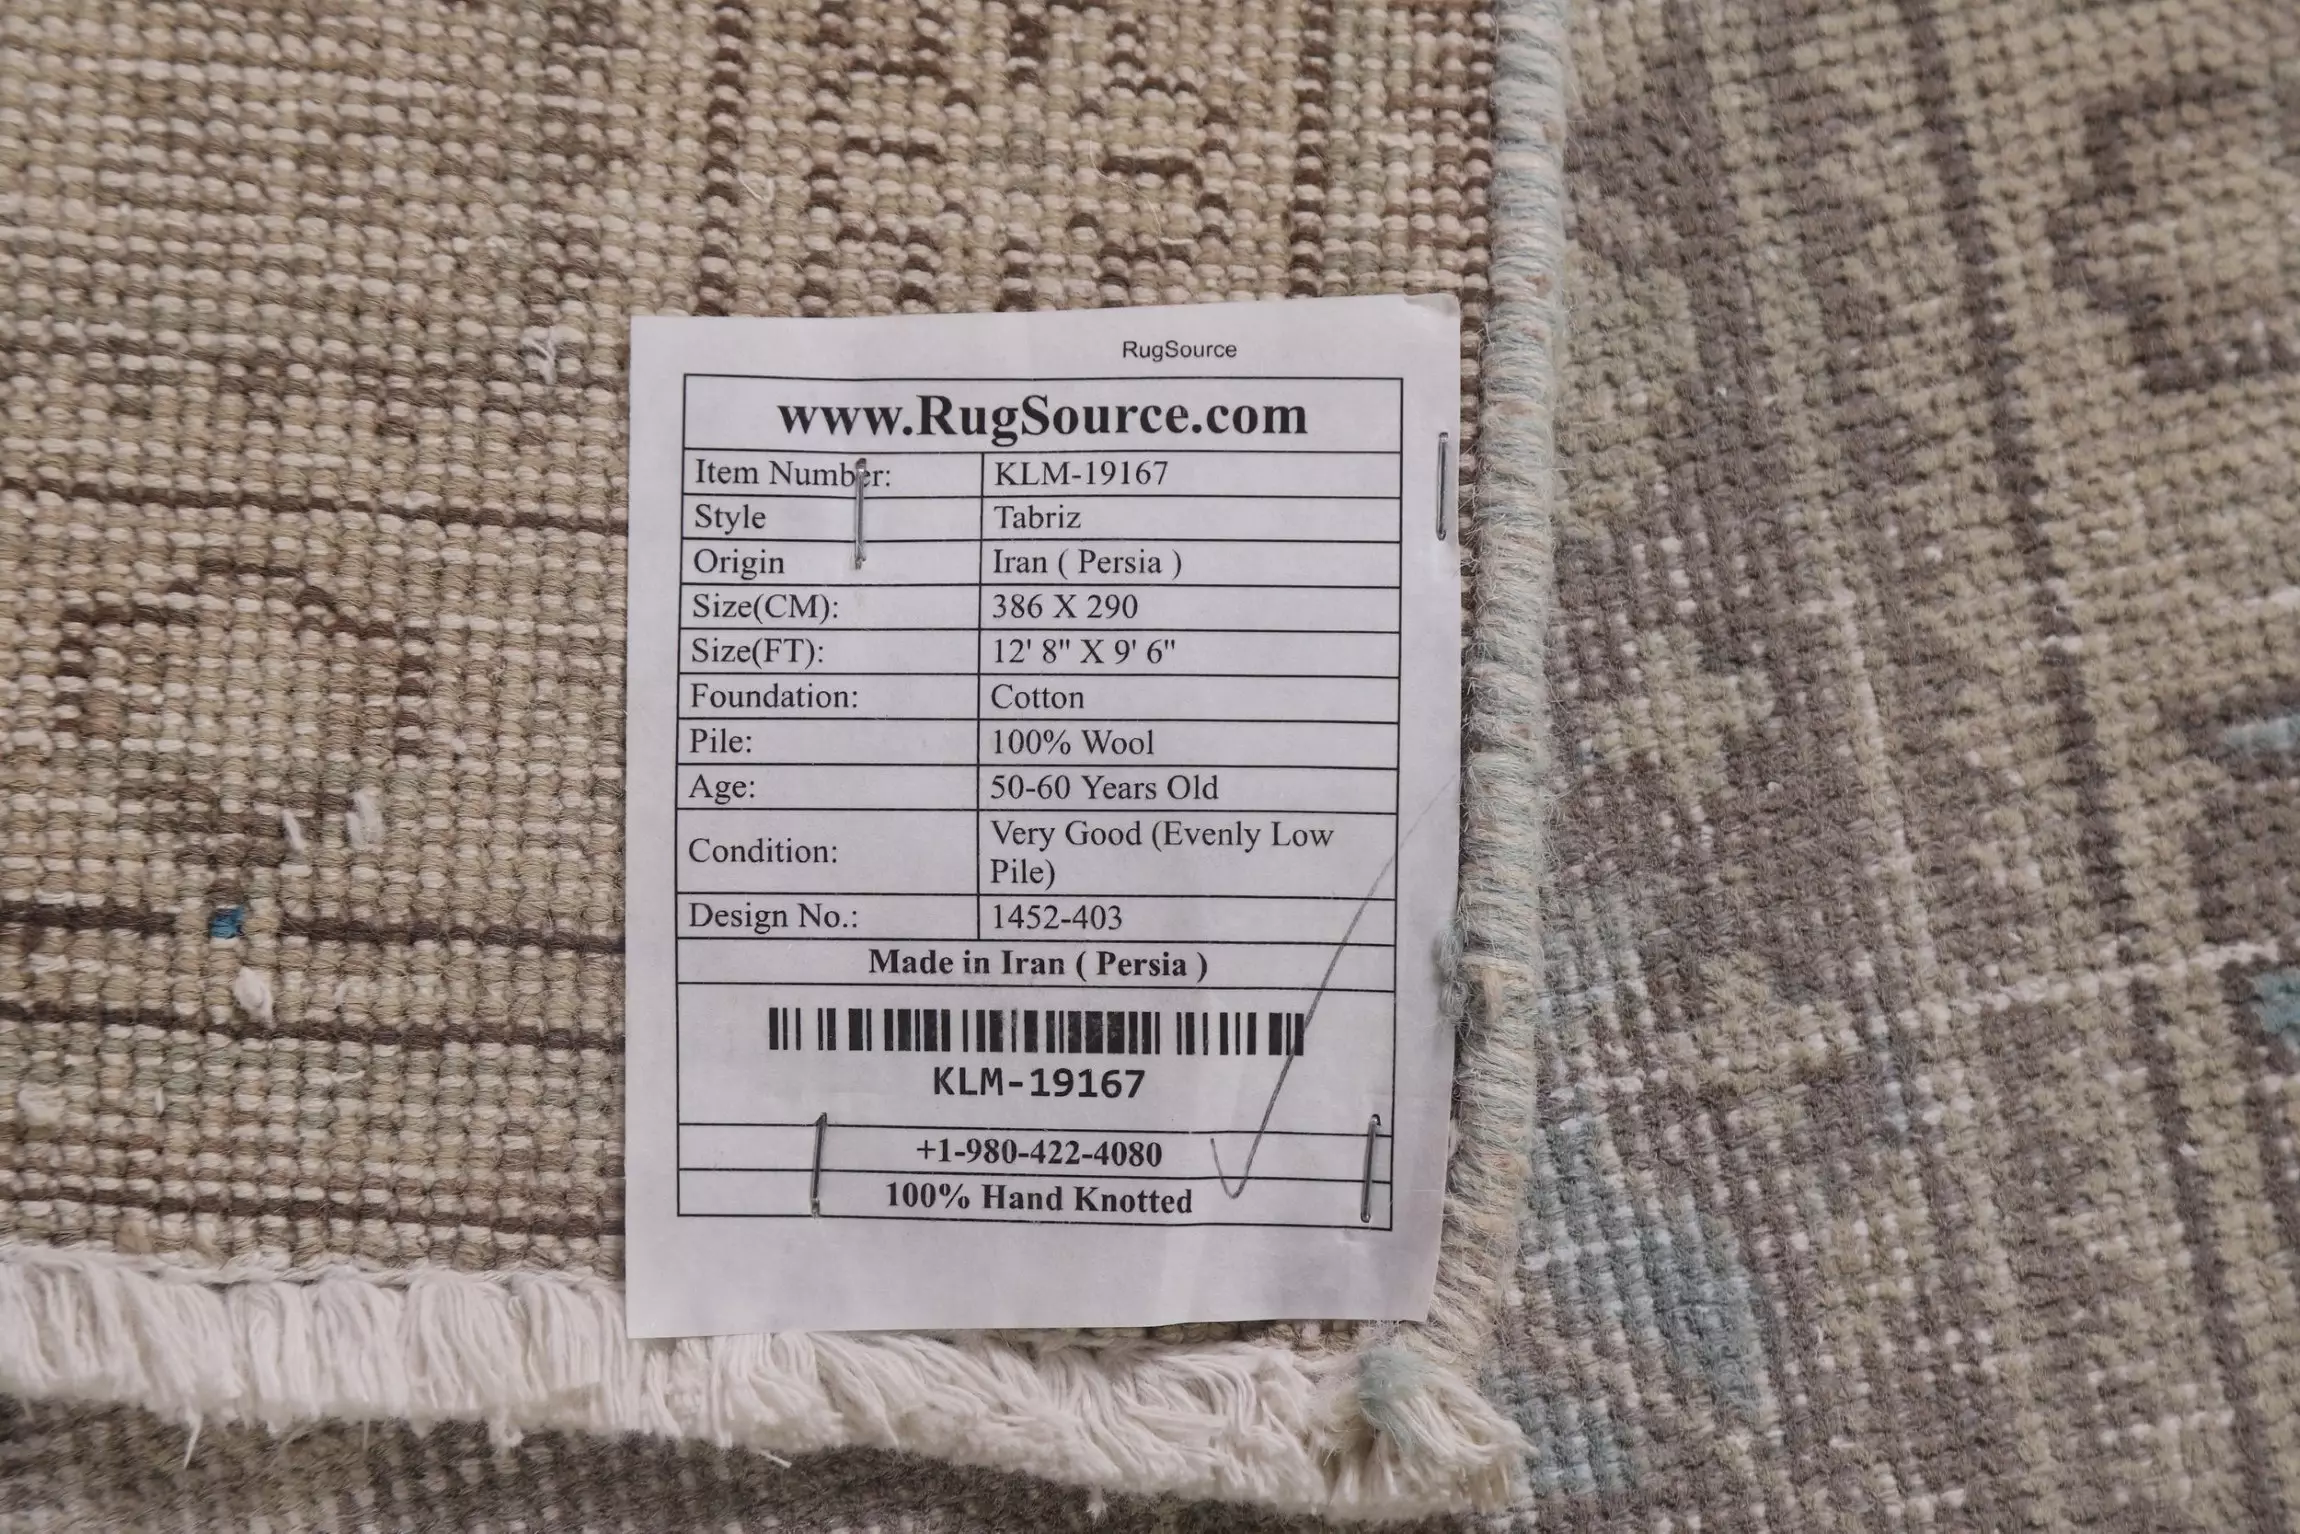 RugSource
www.RugSource.com
Item Number: KLM-19167
Style Tabriz
Origin Iran ( Persia )
Size(CM): 386 X 290
Size(FT): 12' 8" X 9' 6"
Foundation: Cotton
Pile: 100% Wool
Age: 50-60 Years Old
Condition: Very Good (Evenly Low
Pile)
Design No.: 1452-403
Made in Iran ( Persia )
KLM-19167
+1-980-422-4080
100% Hand Knotted